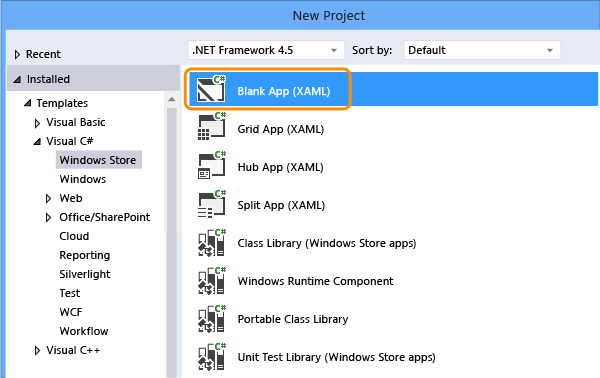 New Project
Recent
.NET Framework 4.5 Sort by: Default
Installed
Templates
Visual Basic
Visual C#
Windows Store
Windows
Web
Office/SharePoint
Cloud
Reporting
Silverlight
Test
WCF
Workflow
Visual C++
C# Blank App (XAML)
C# Grid App (XAML)
C# Hub App (XAML)
C# Split App (XAML)
C# Class Library (Windows Store apps)
C# Windows Runtime Component
C# Portable Class Library
C# Unit Test Library (Windows Store apps)